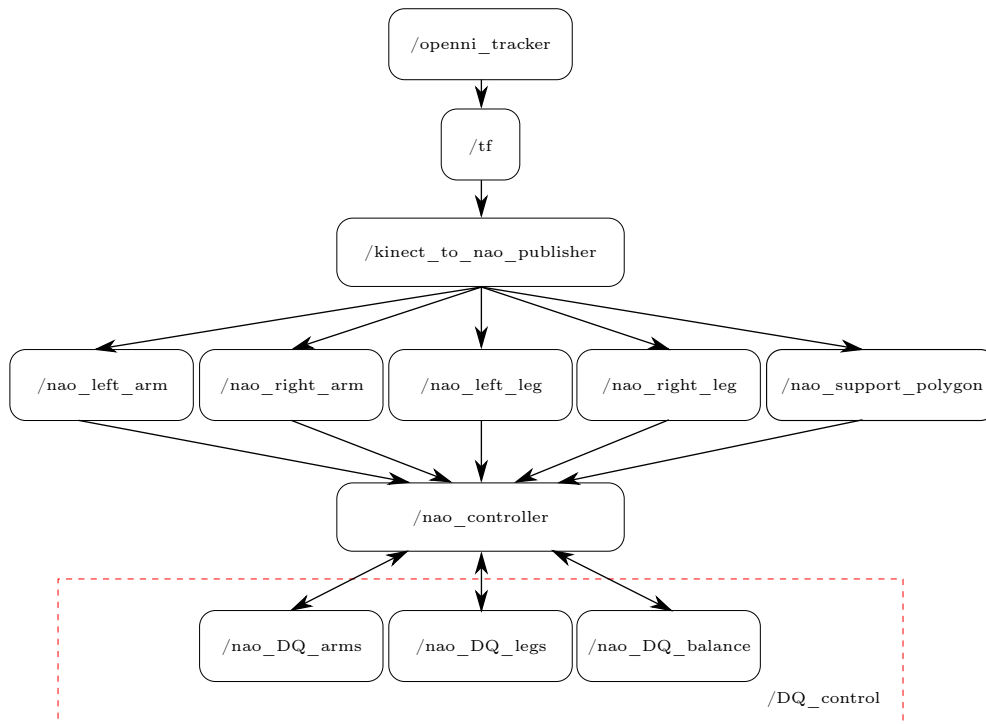 /openni_tracker
/tf
/kinect_to_nao_publisher
/nao_left_arm
/nao_right_arm
/nao_left_leg
/nao_right_leg
/nao_support_polygon
/nao_controller
/nao_DQ_arms
/nao_DQ_legs
/nao_DQ_balance
/DQ_control